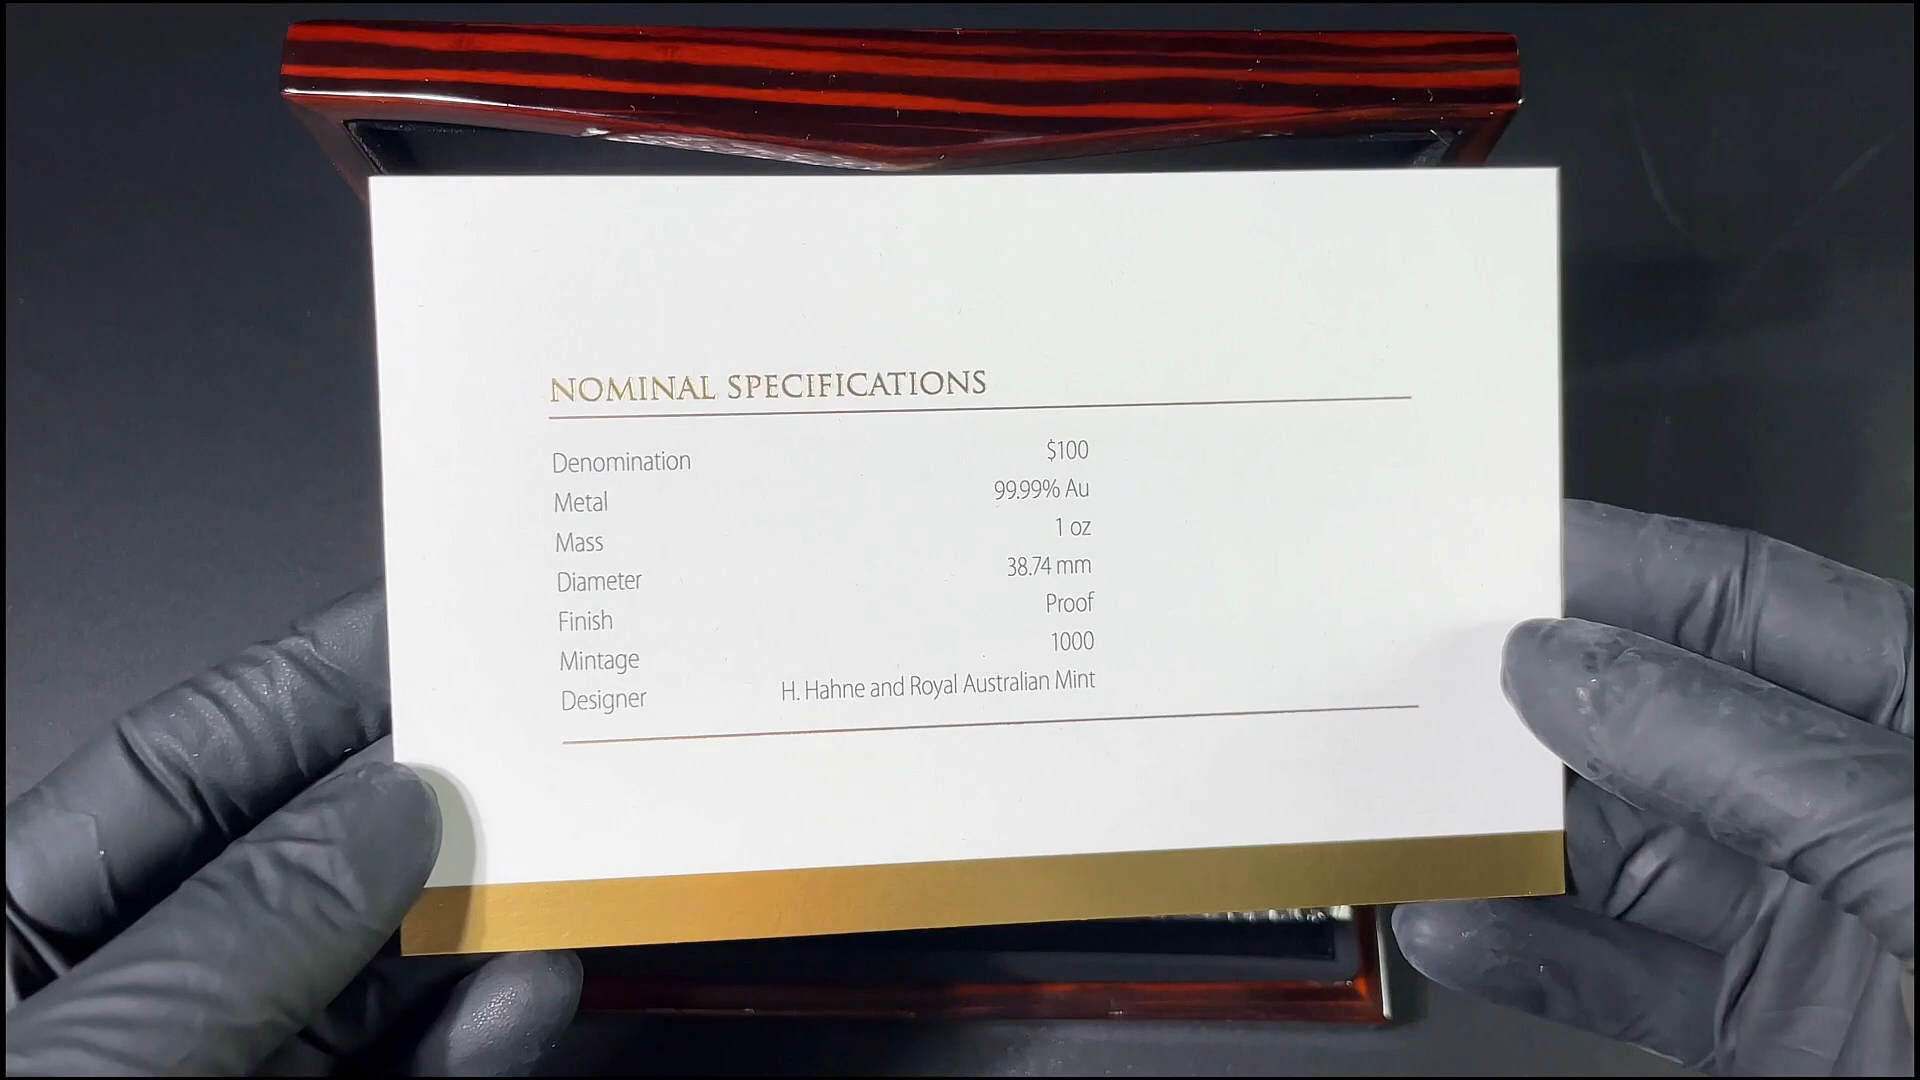 NOMINAL SPECIFICATIONS
Denomination $100
Metal 99.99% Au
Mass 1 oz
Diameter 38.74 mm
Finish Proof
Mintage 1000
Designer H. Hahne and Royal Australian Mint